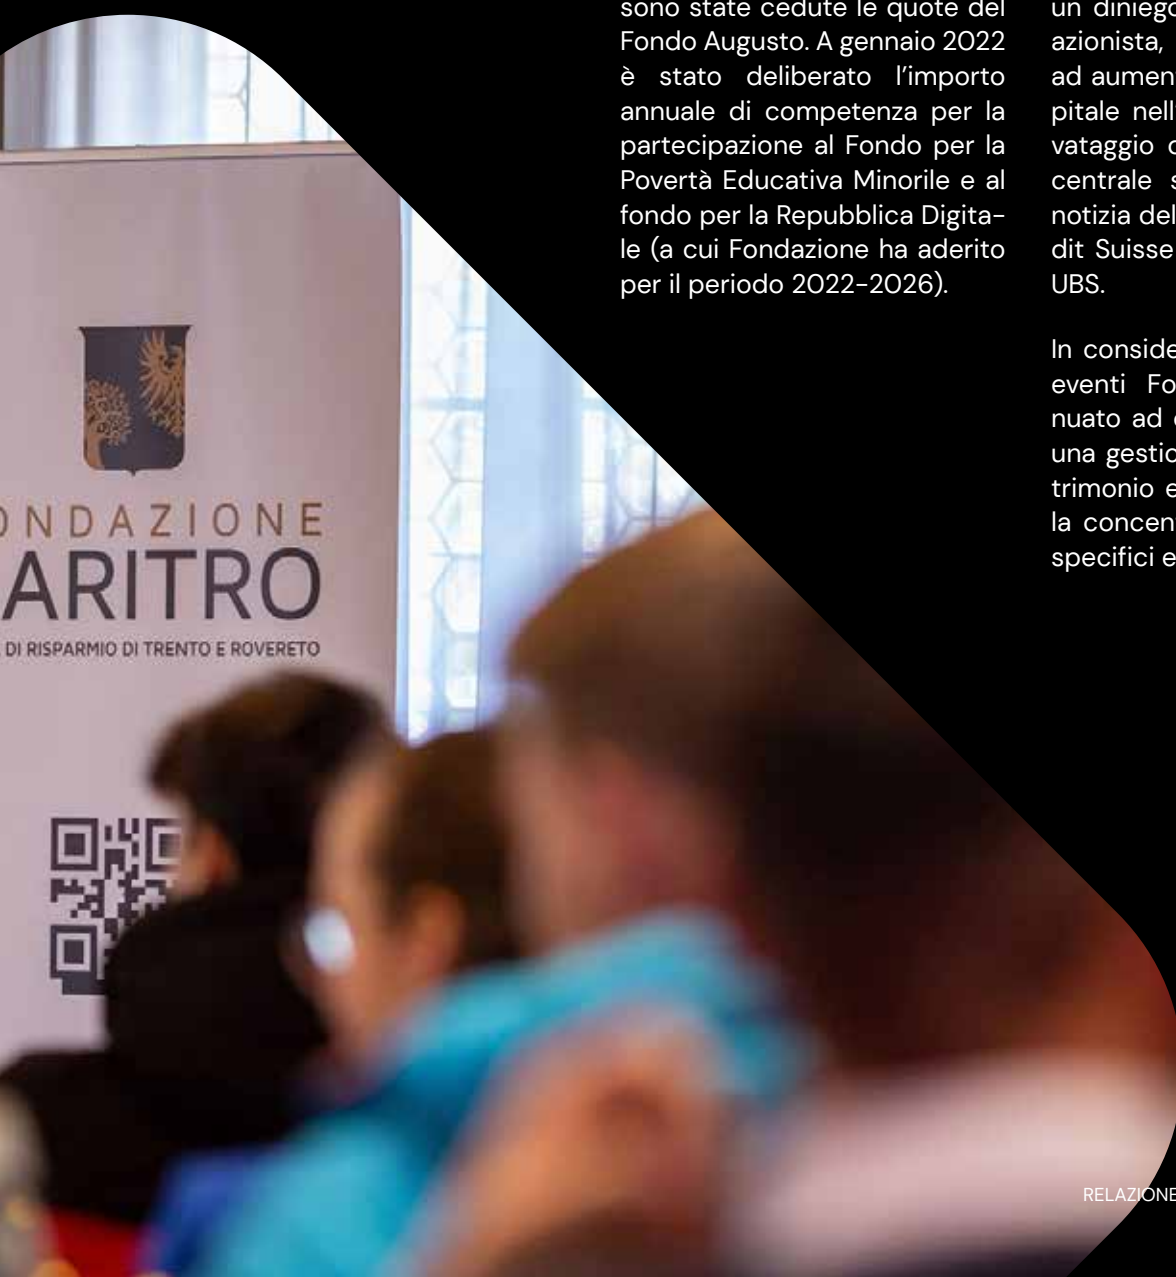 sono state cedute le quote del
Fondo Augusto. A gennaio 2022
è stato deliberato l’importo
annuale di competenza per la
partecipazione al Fondo per la
Povertà Educativa Minorile e al
fondo per la Repubblica Digita-
le (a cui Fondazione ha aderito
per il periodo 2022-2026).
un diniego
azionista,
ad aumen
pitale nell
vataggio
centrale s
notizia del
dit Suisse
UBS.
In conside
eventi Fo
nuato ad
una gestio
trimonio e
la concen
specifici e
ONDAZIONE
ARITRO
DI RISPARMIO DI TRENTO E ROVERETO
RELAZIONE